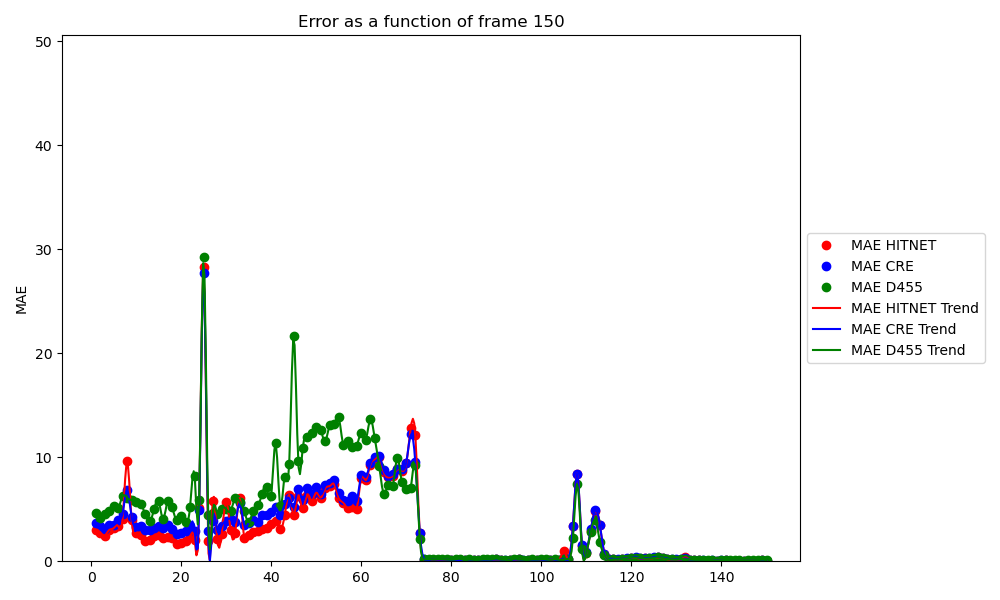 Error as a function of frame 150
MAE
50
40
30
20
10
0
0 20 40 60 80 100 120 140
MAE HITNET
MAE CRE
MAE D455
MAE HITNET Trend
MAE CRE Trend
MAE D455 Trend